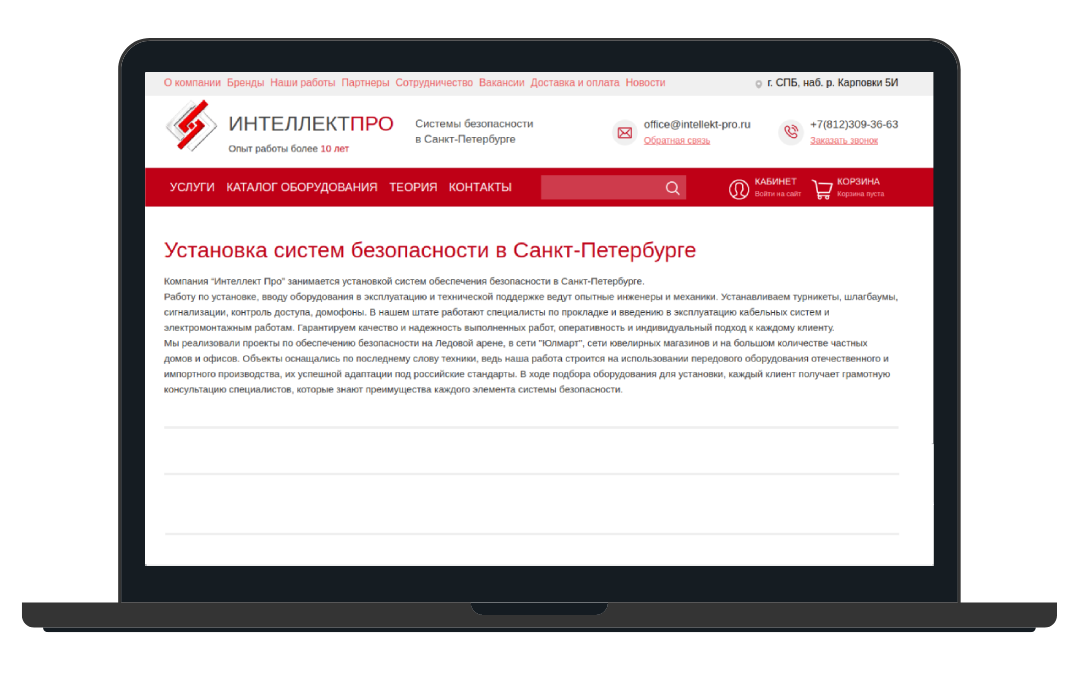 О компании Бренды Наши работы Партнеры Сотрудничество Вакансии Доставка и оплата Новости г. СПБ, наб. р. Карповки 5И
ИНТЕЛЛЕКТПРО
Опыт работы более 10 лет
Системы безопасности
в Санкт-Петербурге
office@intellekt-pro.ru
Обратная связь
+7(812)309-36-63
Заказать звонок
УСЛУГИ КАТАЛОГ ОБОРУДОВАНИЯ ТЕОРИЯ КОНТАКТЫ
КАБИНЕТ
Войти на сайт
КОРЗИНА
Корзина пуста
Установка систем безопасности в Санкт-Петербурге
Компания "Интеллект Про" занимается установкой систем обеспечения безопасности в Санкт-Петербурге.
Работу по установке, вводу оборудования в эксплуатацию и технической поддержке ведут опытные инженеры и механики. Устанавливаем турникеты, шлагбаумы,
сигнализации, контроль доступа, домофоны. В нашем штате работают специалисты по прокладке и введению в эксплуатацию кабельных систем и
электромонтажным работам. Гарантируем качество и надежность выполненных работ, оперативность и индивидуальный подход к каждому клиенту.
Мы реализовали проекты по обеспечению безопасности на Ледовой арене, в сети "Юлмарт", сети ювелирных магазинов и на большом количестве частных
домов и офисов. Объекты оснащались по последнему слову техники, ведь наша работа строится на использовании передового оборудования отечественного и
импортного производства, их успешной адаптации под российские стандарты. В ходе подбора оборудования для установки, каждый клиент получает грамотную
консультацию специалистов, которые знают преимущества каждого элемента системы безопасности.